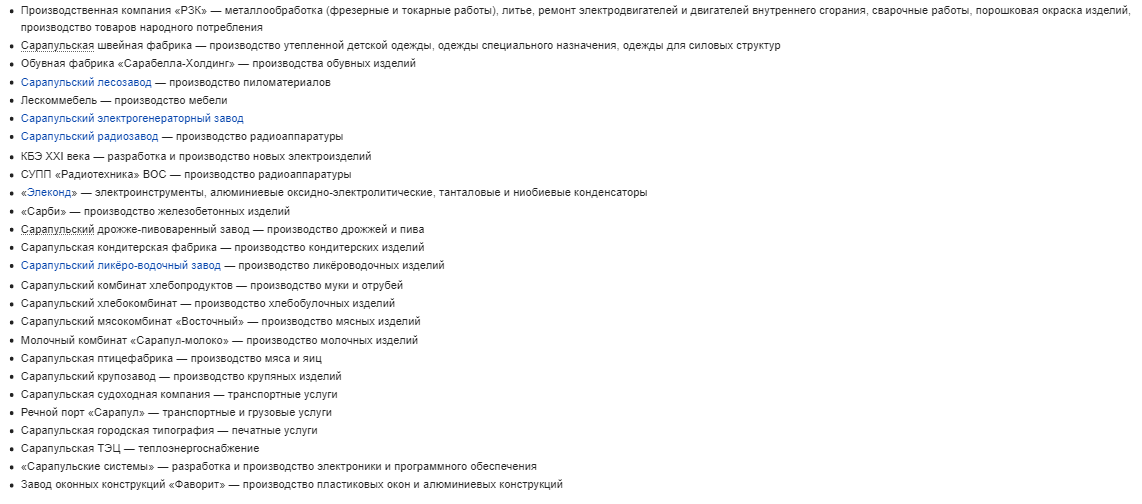 • Производственная компания «РЗК» — металлообработка (фрезерные и токарные работы), литье, ремонт электродвигателей и двигателей внутреннего сгорания, сварочные работы, порошковая окраска изделий,
производство товаров народного потребления
• Сарапульская швейная фабрика — производство утепленной детской одежды, одежды специального назначения, одежды для силовых структур
• Обувная фабрика «Сарабелла-Холдинг» — производства обувных изделий
• Сарапульский лесозавод — производство пиломатериалов
• Лескоммебель — производство мебели
• Сарапульский электрогенераторный завод
• Сарапульский радиозавод — производство радиоаппаратуры
• КБЭ XXI века — разработка и производство новых электроизделий
• СУПП «Радиотехника» ВОС — производство радиоаппаратуры
• «Элеконд» — электроинструменты, алюминиевые оксидно-электролитические, танталовые и ниобиевые конденсаторы
• «Сарби» — производство железобетонных изделий
• Сарапульский дрожже-пивоваренный завод — производство дрожжей и пива
• Сарапульская кондитерская фабрика — производство кондитерских изделий
• Сарапульский ликёро-водочный завод — производство ликёроводочных изделий
• Сарапульский комбинат хлебопродуктов — производство муки и отрубей
• Сарапульский хлебокомбинат — производство хлебобулочных изделий
• Сарапульский мясокомбинат «Восточный» — производство мясных изделий
• Молочный комбинат «Сарапул-молоко» — производство молочных изделий
• Сарапульская птицефабрика — производство мяса и яиц
• Сарапульский крупозавод — производство крупяных изделий
• Сарапульская судоходная компания — транспортные услуги
• Речной порт «Сарапул» — транспортные и грузовые услуги
• Сарапульская городская типография — печатные услуги
• Сарапульская ТЭЦ — теплоэнергоснабжение
• «Сарапульские системы» — разработка и производство электроники и программного обеспечения
• Завод оконных конструкций «Фаворит» — производство пластиковых окон и алюминиевых конструкций